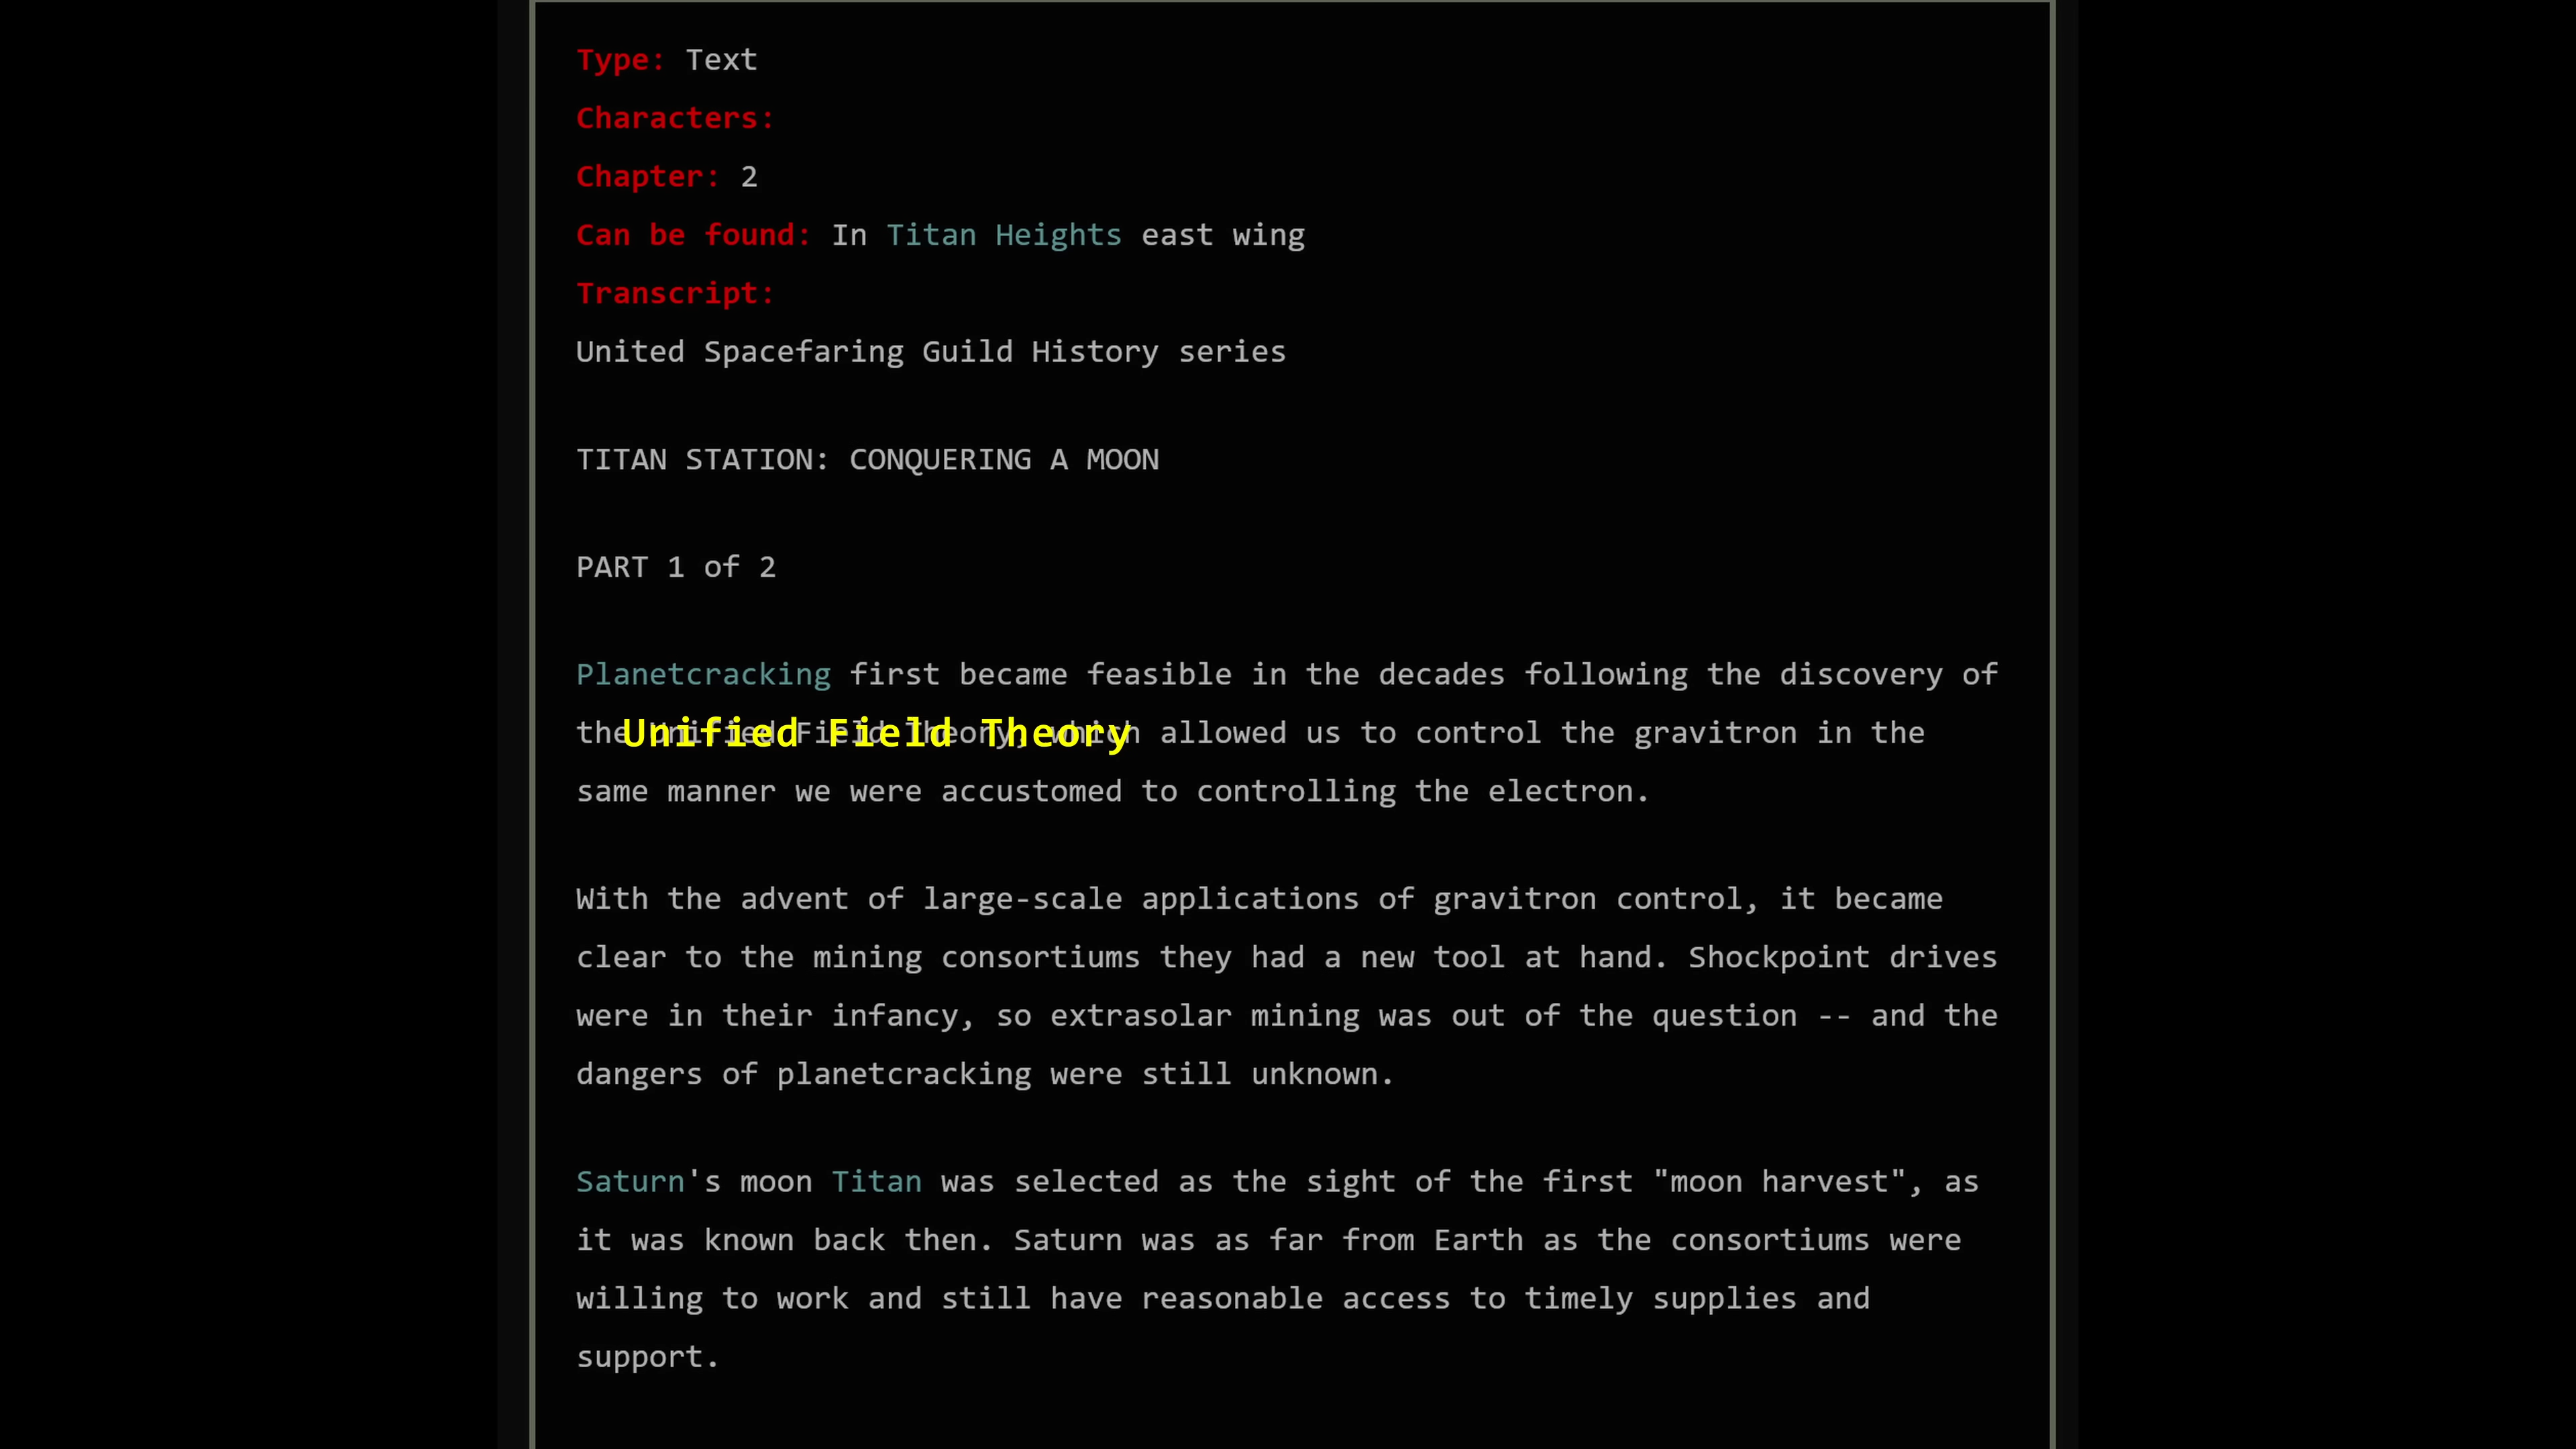 Type: Text
Characters:
Chapter: 2
Can be found: In Titan Heights east wing
Transcript:
United Spacefaring Guild History series
TITAN STATION: CONQUERING A MOON
PART 1 of 2
Planetcracking first became feasible in the decades following the discovery of
the Unified Field Theory, which allowed us to control the gravitron in the
Unified Field Theory
same manner we were accustomed to controlling the electron.
With the advent of large-scale applications of gravitron control, it became
clear to the mining consortiums they had a new tool at hand. Shockpoint drives
were in their infancy, so extrasolar mining was out of the question -- and the
dangers of planetcracking were still unknown.
Saturn's moon Titan was selected as the sight of the first "moon harvest", as
it was known back then. Saturn was as far from Earth as the consortiums were
willing to work and still have reasonable access to timely supplies and
support.